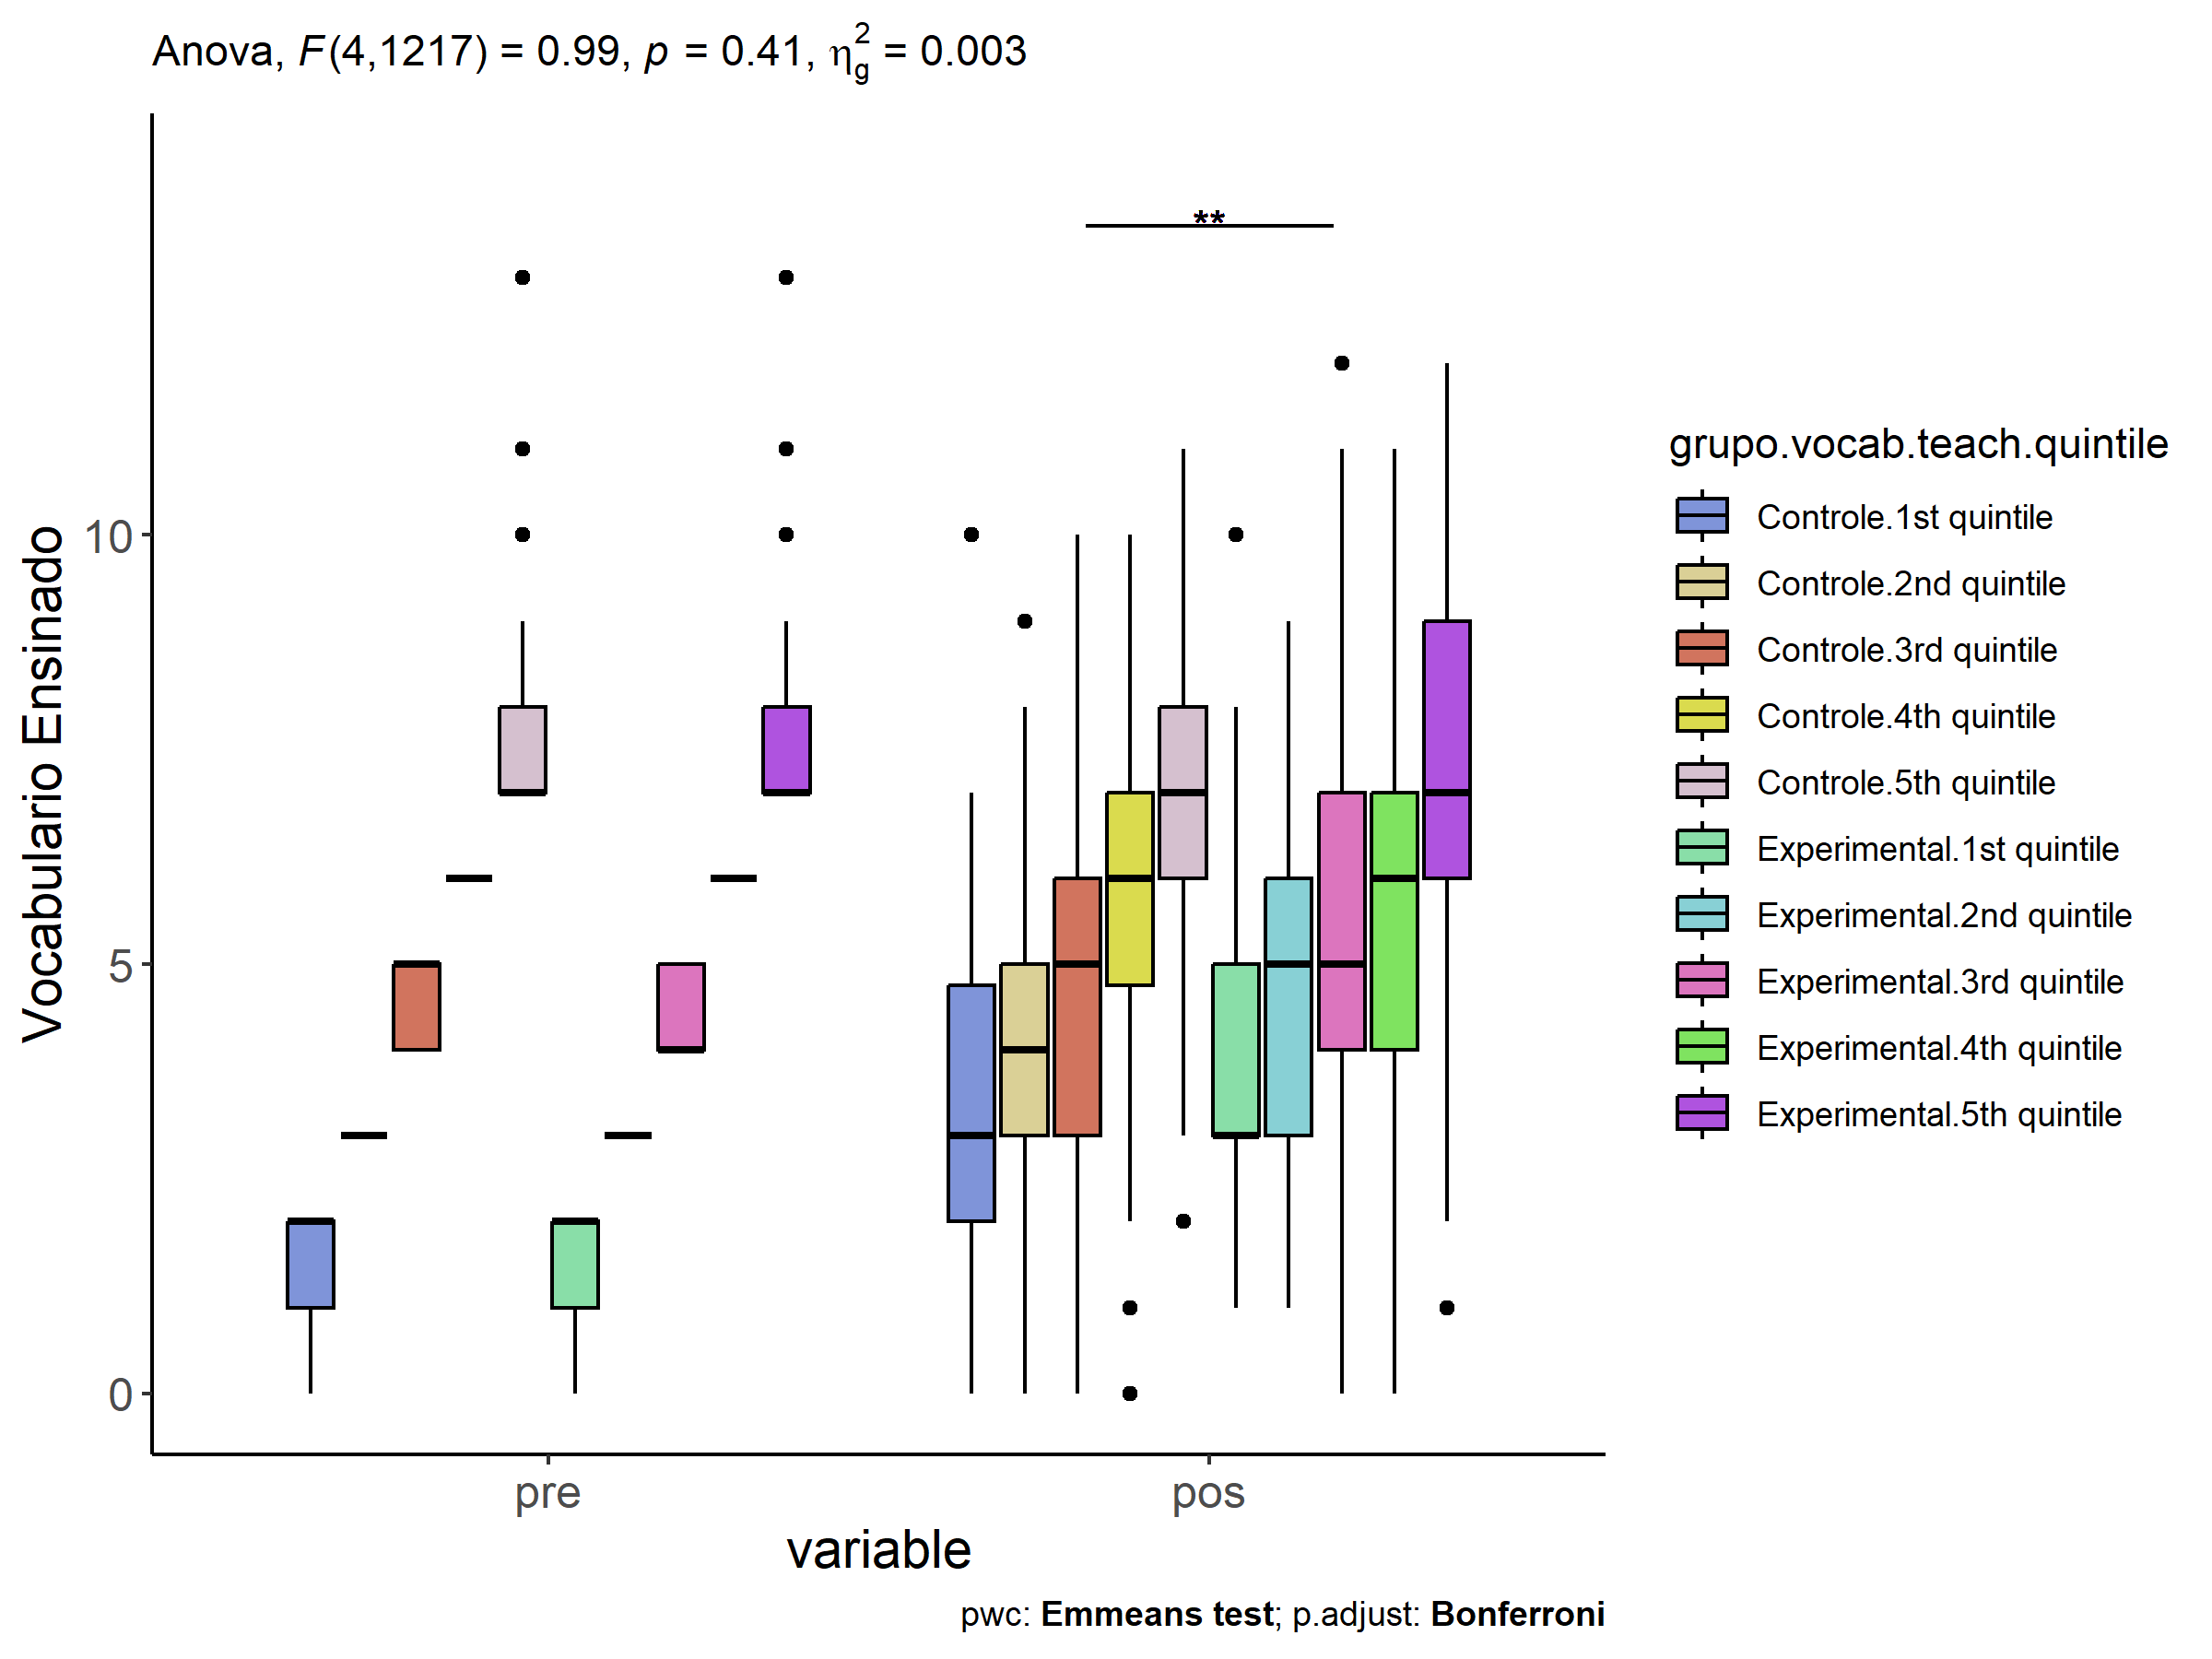 Anova, F(4,1217) = 0.99, p = 0.41, η²g = 0.003
**
Vocabulario Ensinado
10
5
0
pre
pos
variable
pwc: Emmeans test; p.adjust: Bonferroni
grupo.vocab.teach.quintile
Controle.1st quintile
Controle.2nd quintile
Controle.3rd quintile
Controle.4th quintile
Controle.5th quintile
Experimental.1st quintile
Experimental.2nd quintile
Experimental.3rd quintile
Experimental.4th quintile
Experimental.5th quintile